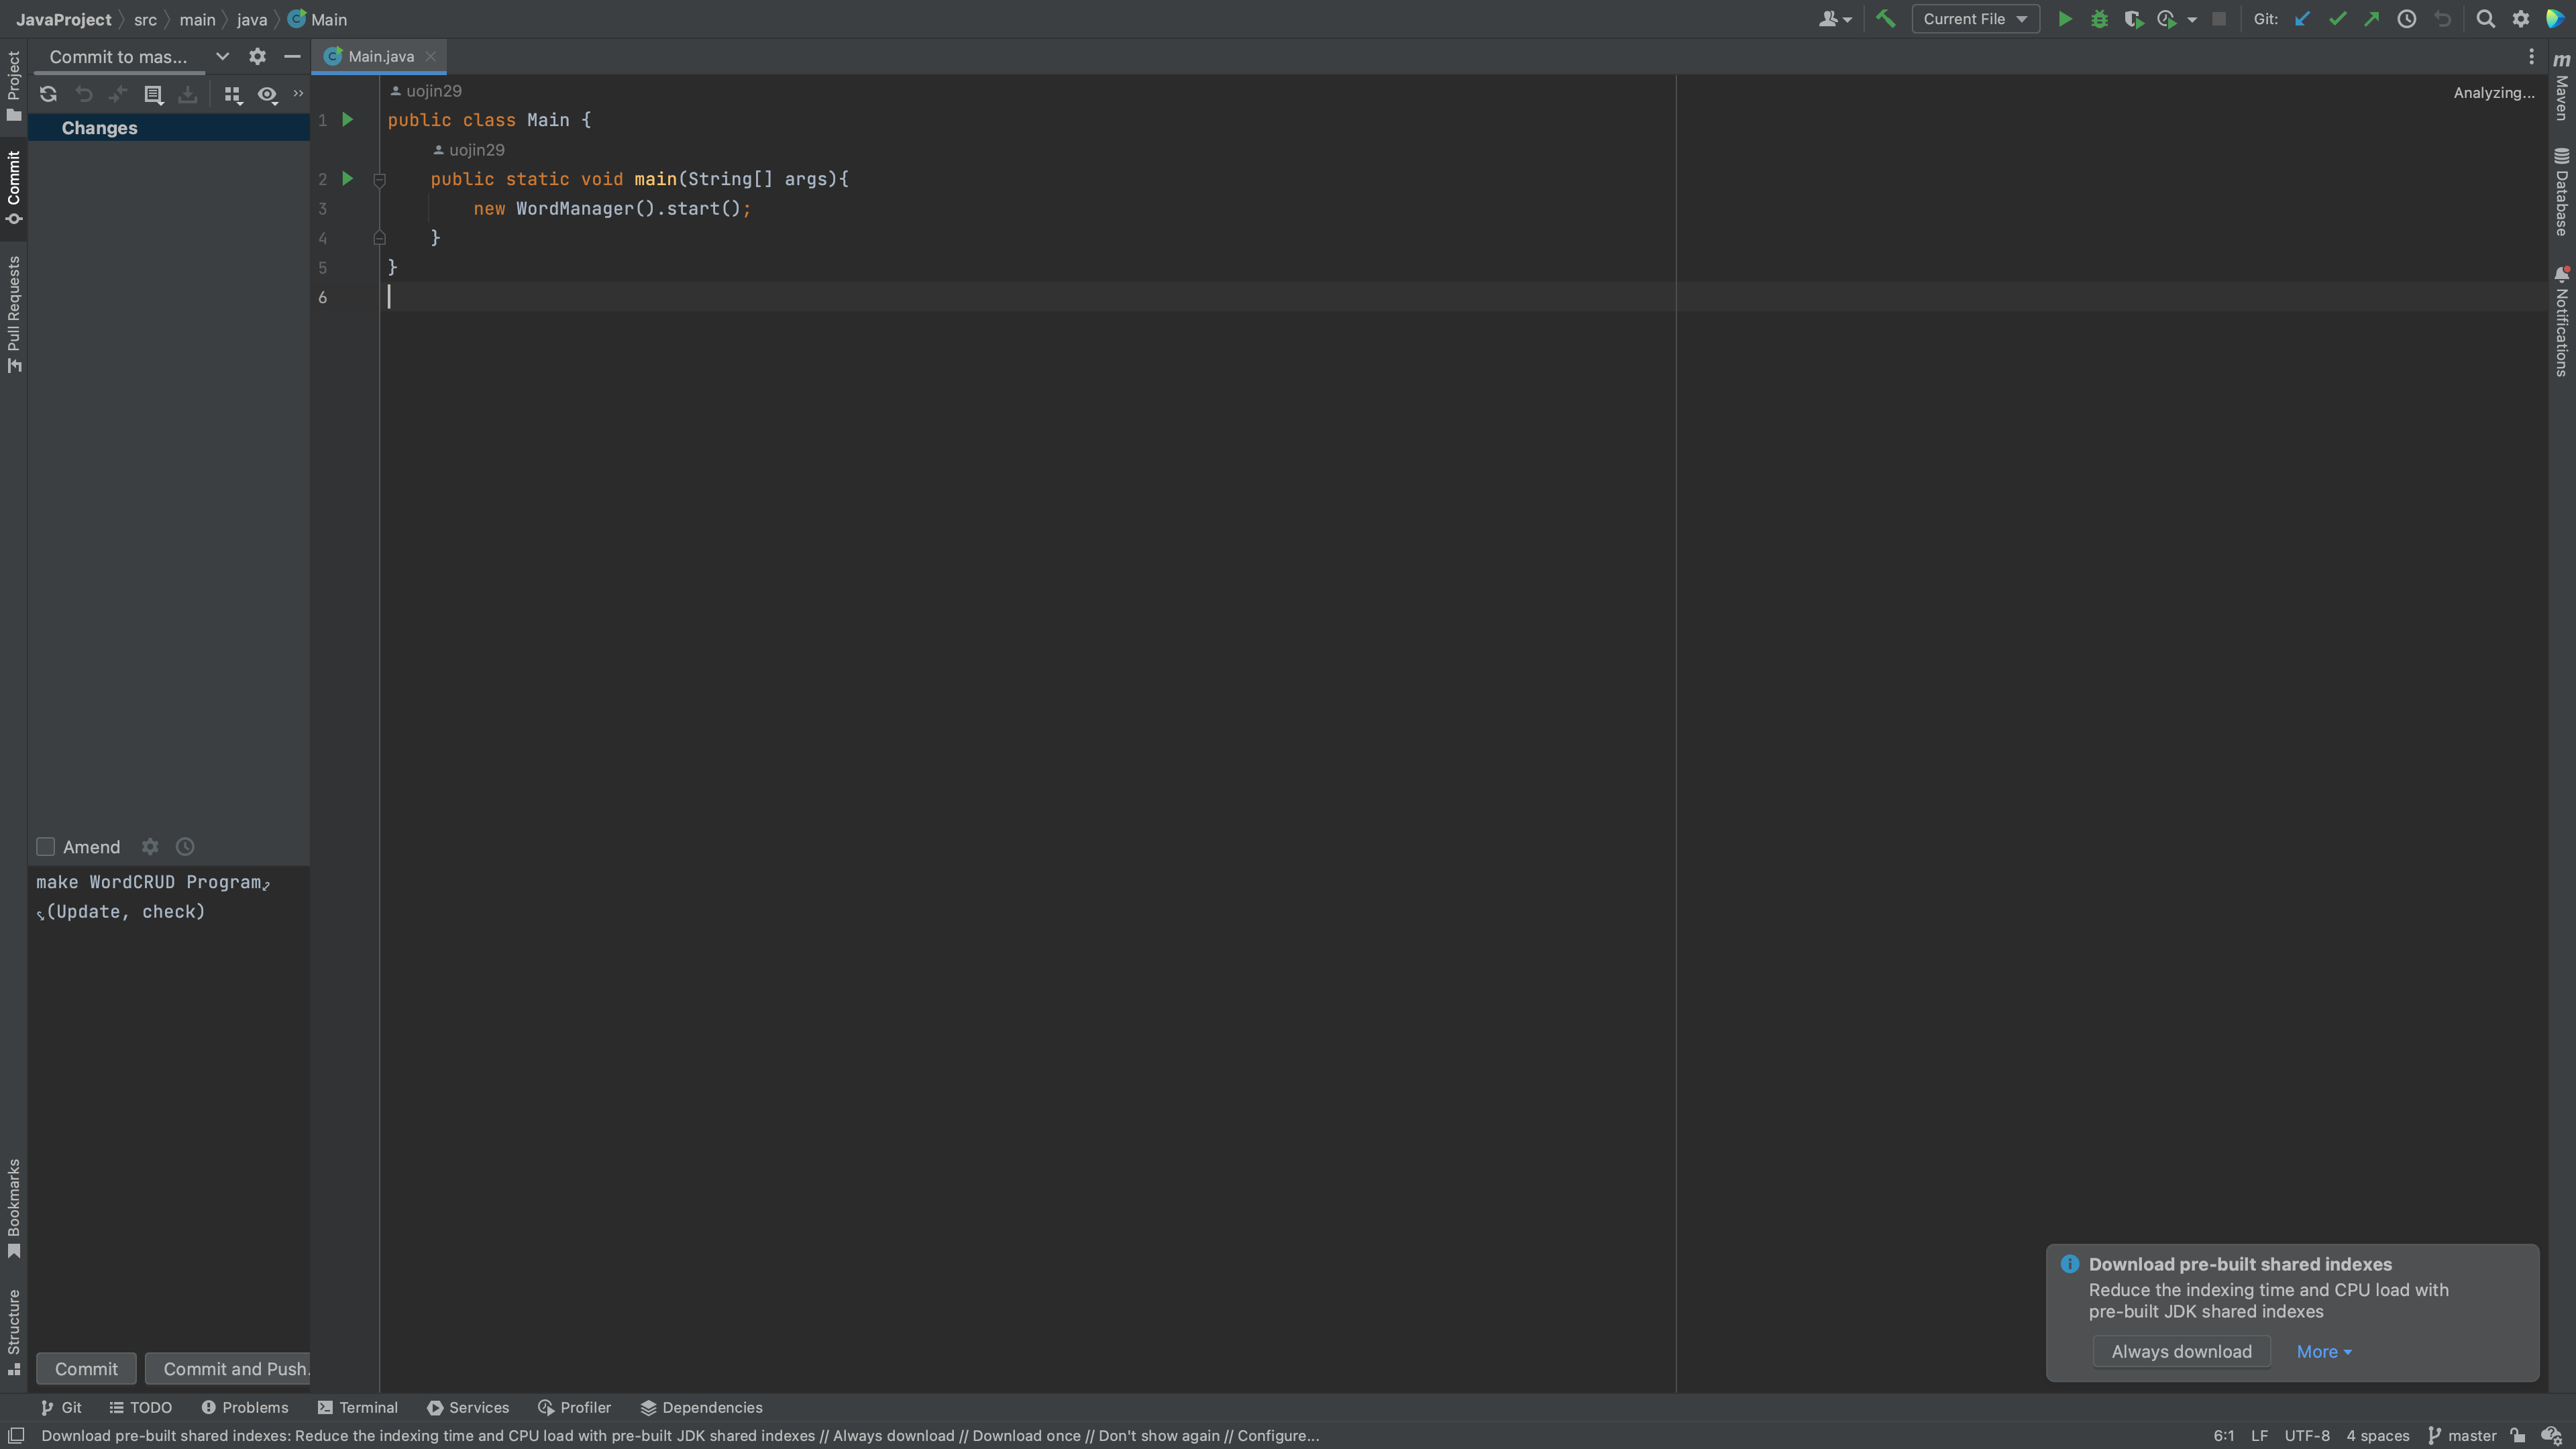 JavaProject src main java Main
Current File
Git:
Commit to mas...
Main.java
Project
Commit
Pull Requests
Bookmarks
Structure
Changes
uojin29
Analyzing...
1 public class Main {
uojin29
2 public static void main(String[] args){
3 new WordManager().start();
4 }
5 }
6
Maven
Database
Notifications
Amend
make WordCRUD Program
(Update, check)
Commit
Commit and Push.
Download pre-built shared indexes
Reduce the indexing time and CPU load with
pre-built JDK shared indexes
Always download More
Git TODO Problems Terminal Services Profiler Dependencies
Download pre-built shared indexes: Reduce the indexing time and CPU load with pre-built JDK shared indexes // Always download // Download once // Don't show again // Configure...
6:1 LF UTF-8 4 spaces master